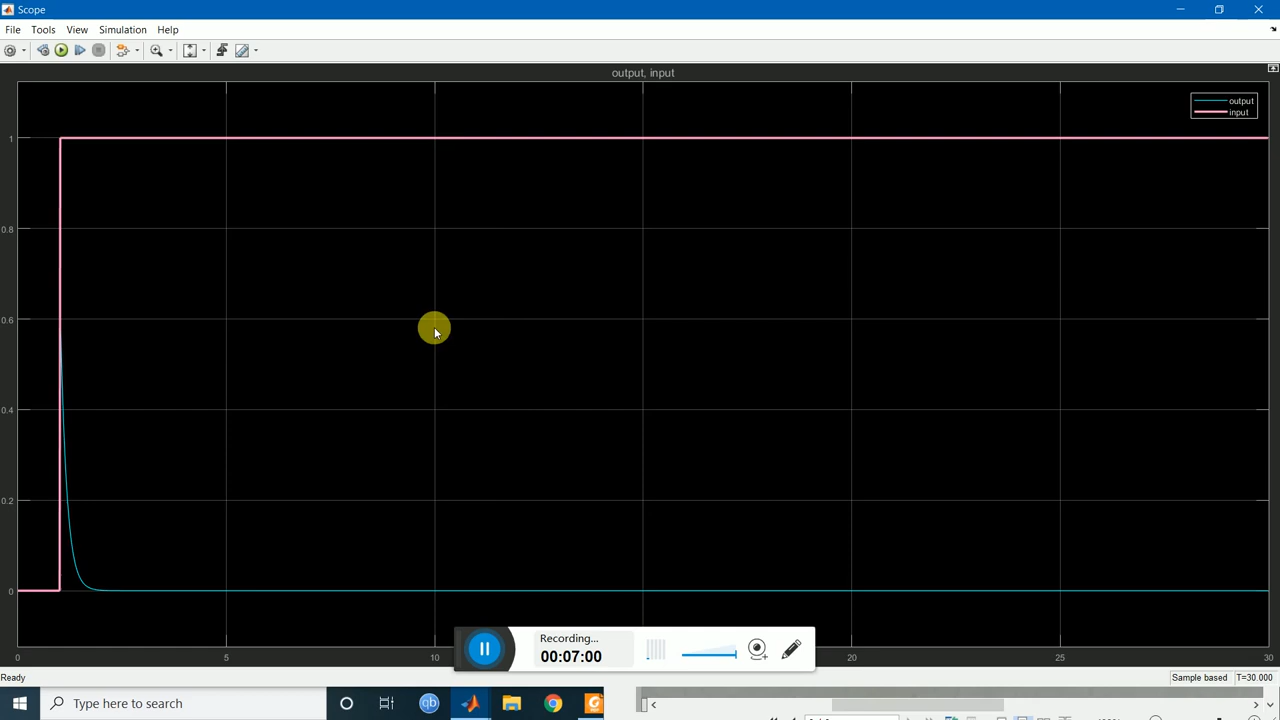 Scope
File Tools View Simulation Help
output, input
output
input
1
0.8
0.6
0.4
0.2
0
0 5 10 20 25 30
Recording...
00:07:00
Ready
Sample based T=30.000
Type here to search
qb